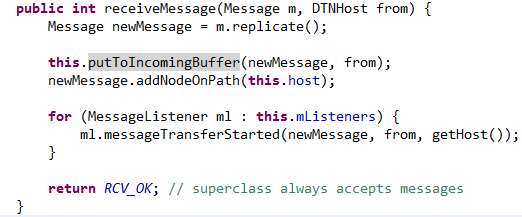 public int receiveMessage(Message m, DTNHost from) {
Message newMessage = m.replicate();
this.putToIncomingBuffer(newMessage, from);
newMessage.addNodeOnPath(this.host);
for (MessageListener ml : this.mListeners) {
ml.messageTransferStarted(newMessage, from, getHost());
}
return RCV_OK; // superclass always accepts messages
}